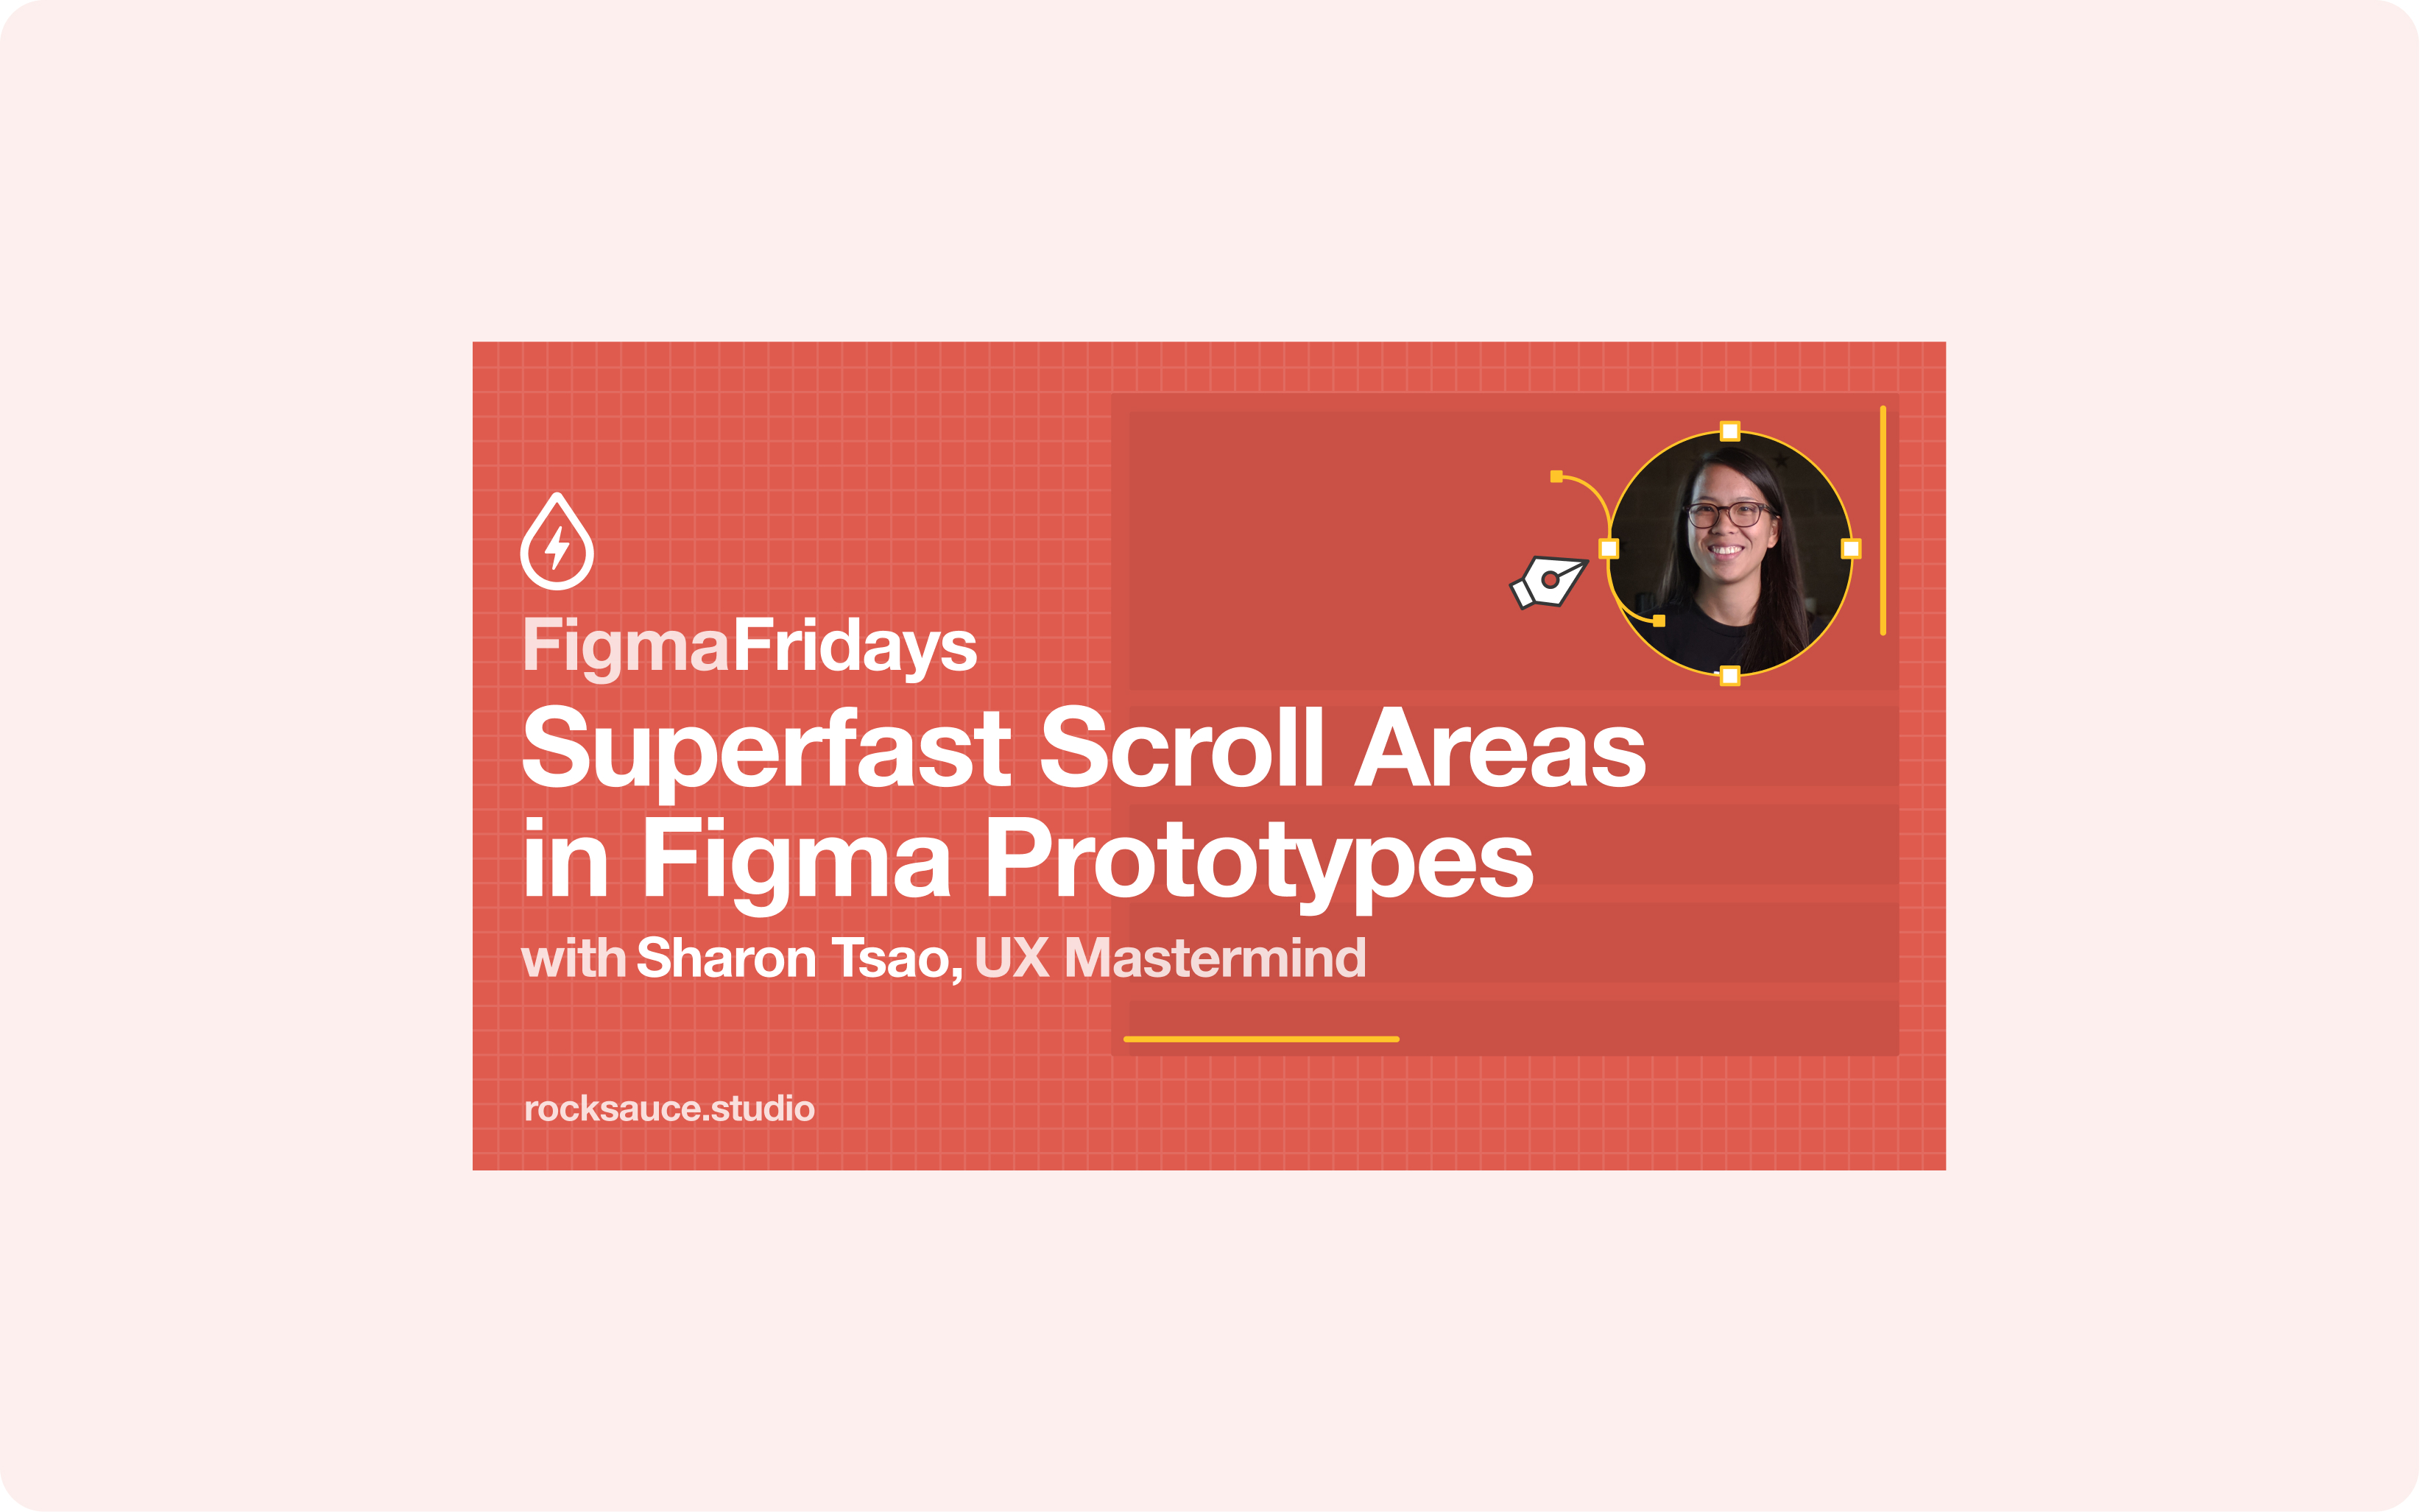 FigmaFridays
Superfast Scroll Areas
in Figma Prototypes
with Sharon Tsao, UX Mastermind
rocksauce.studio